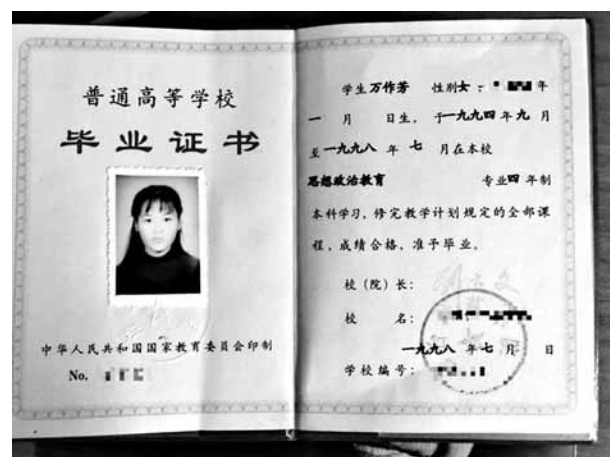 普通高等学校
毕业证书
中华人民共和国国家教育委员会印制
No.
学生万作芳 性别女 年
一 月 日生, 于一九九四年九 月
至一九九八 年 七 月在本校
思想政治教育 专业四 年制
本科学习, 修完教学计划规定的全部课
程, 成绩合格, 准予毕业。
校(院)长:
校 名:
一九九八 年七 月 日
学校编号: